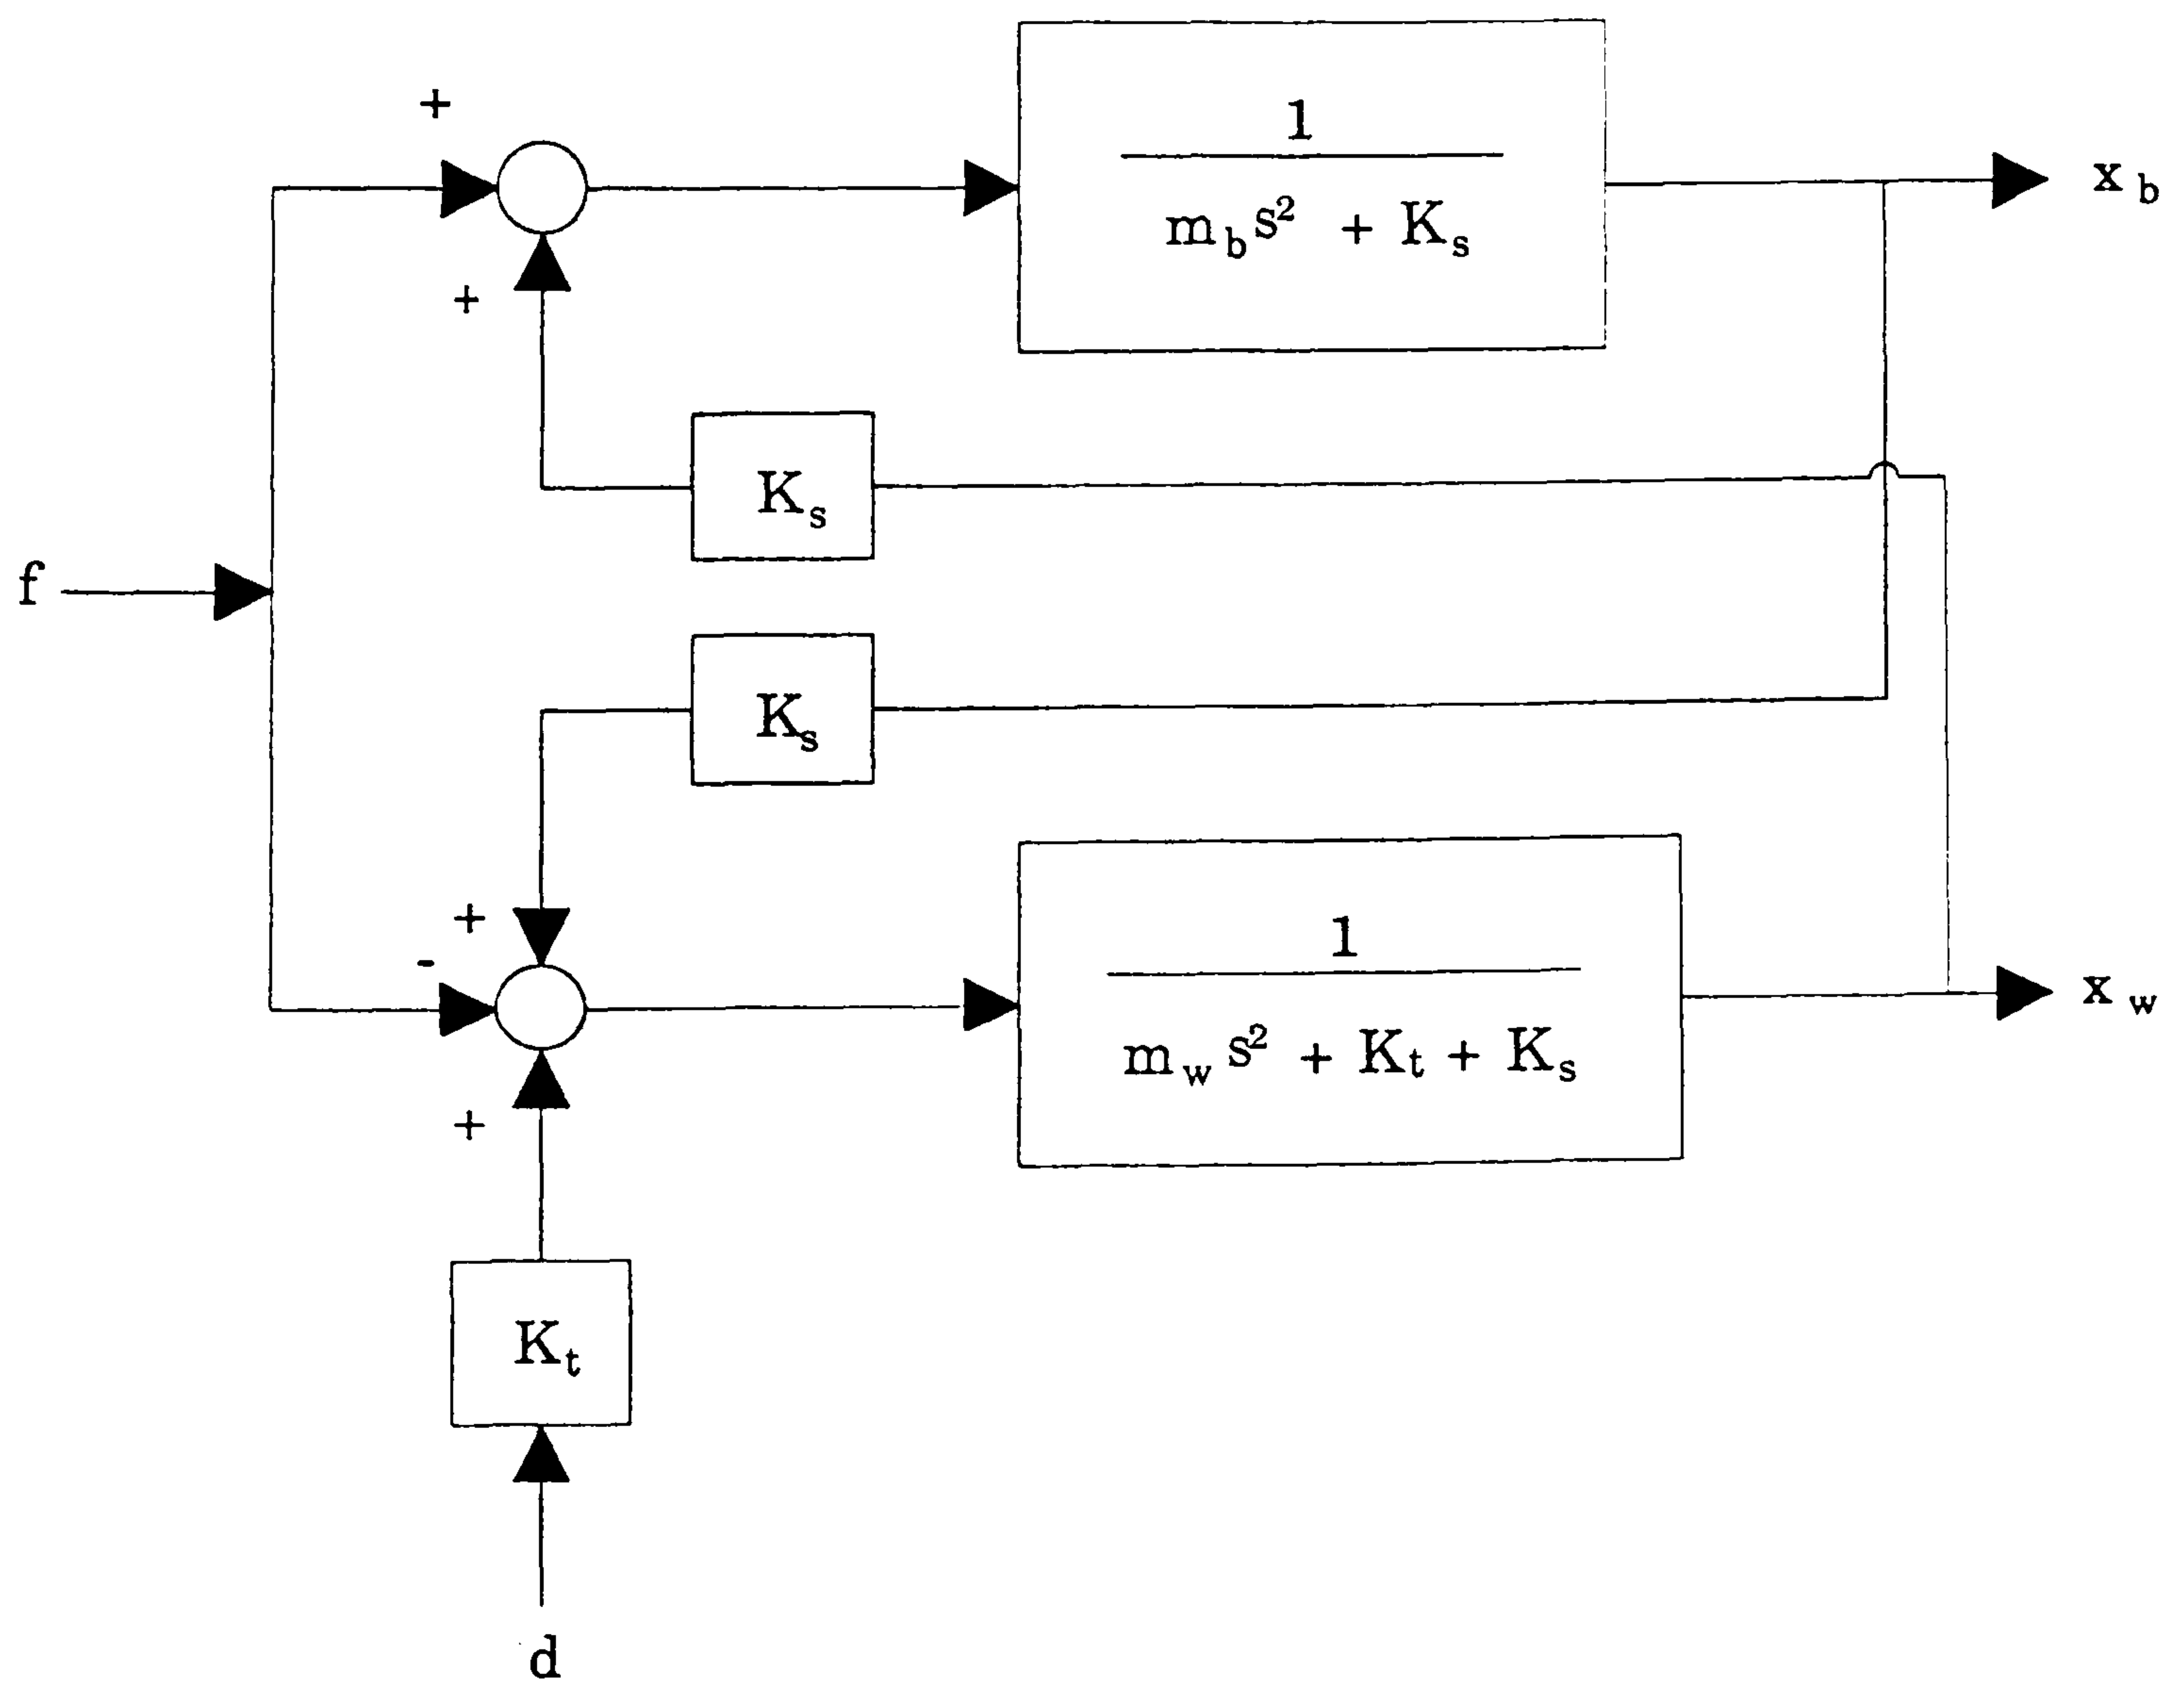 +
1
m_b s² + K_s
x_b
+
K_s
f
K_s
+
-
1
m_w s² + K_t + K_s
x_w
+
K_t
d